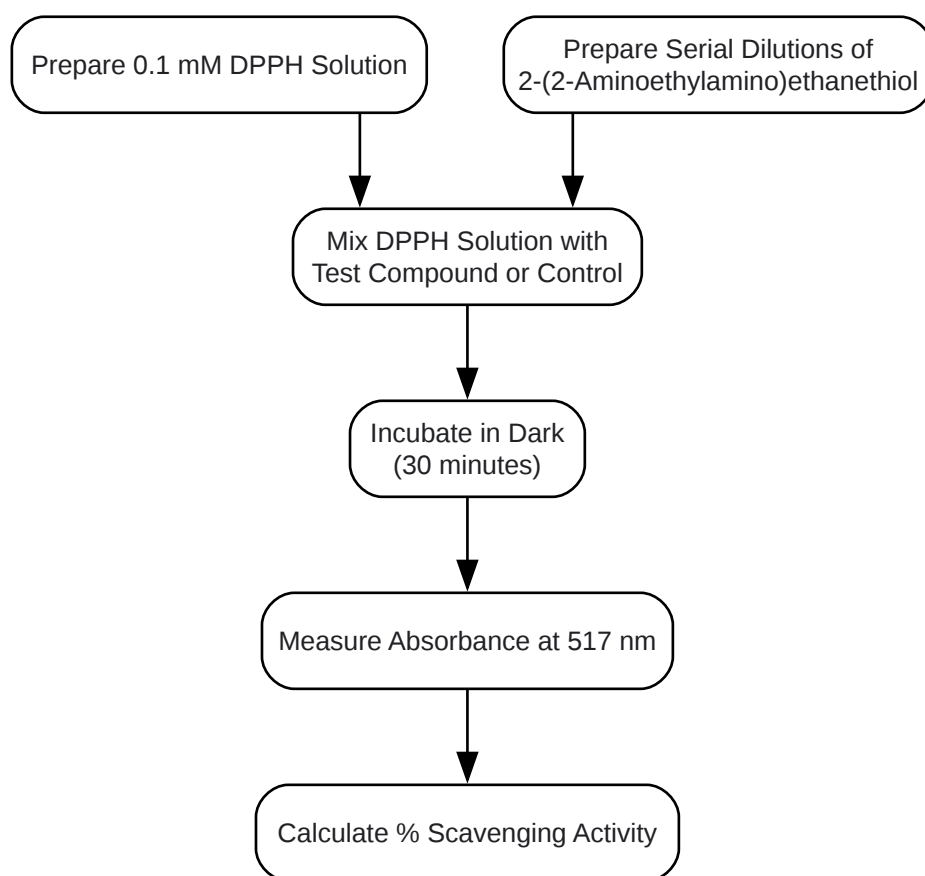 Prepare 0.1 mM DPPH Solution
Prepare Serial Dilutions of
2-(2-Aminoethylamino)ethanethiol
Mix DPPH Solution with
Test Compound or Control
Incubate in Dark
(30 minutes)
Measure Absorbance at 517 nm
Calculate % Scavenging Activity